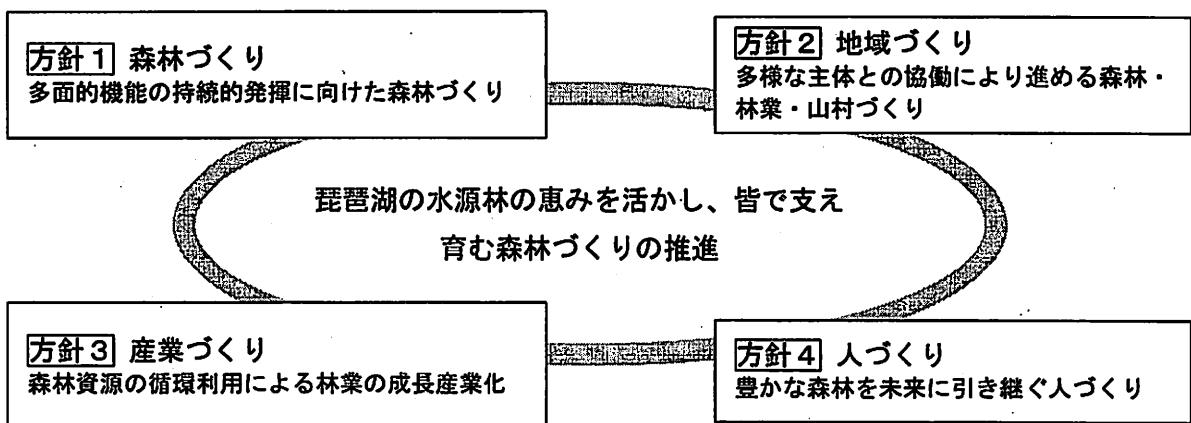 方針1 森林づくり
多面的機能の持続的発揮に向けた森林づくり
方針2 地域づくり
多様な主体との協働により進める森林・
林業・山村づくり
琵琶湖の水源林の恵みを活かし、皆で支え
育む森林づくりの推進
方針3 産業づくり
森林資源の循環利用による林業の成長産業化
方針4 人づくり
豊かな森林を未来に引き継ぐ人づくり